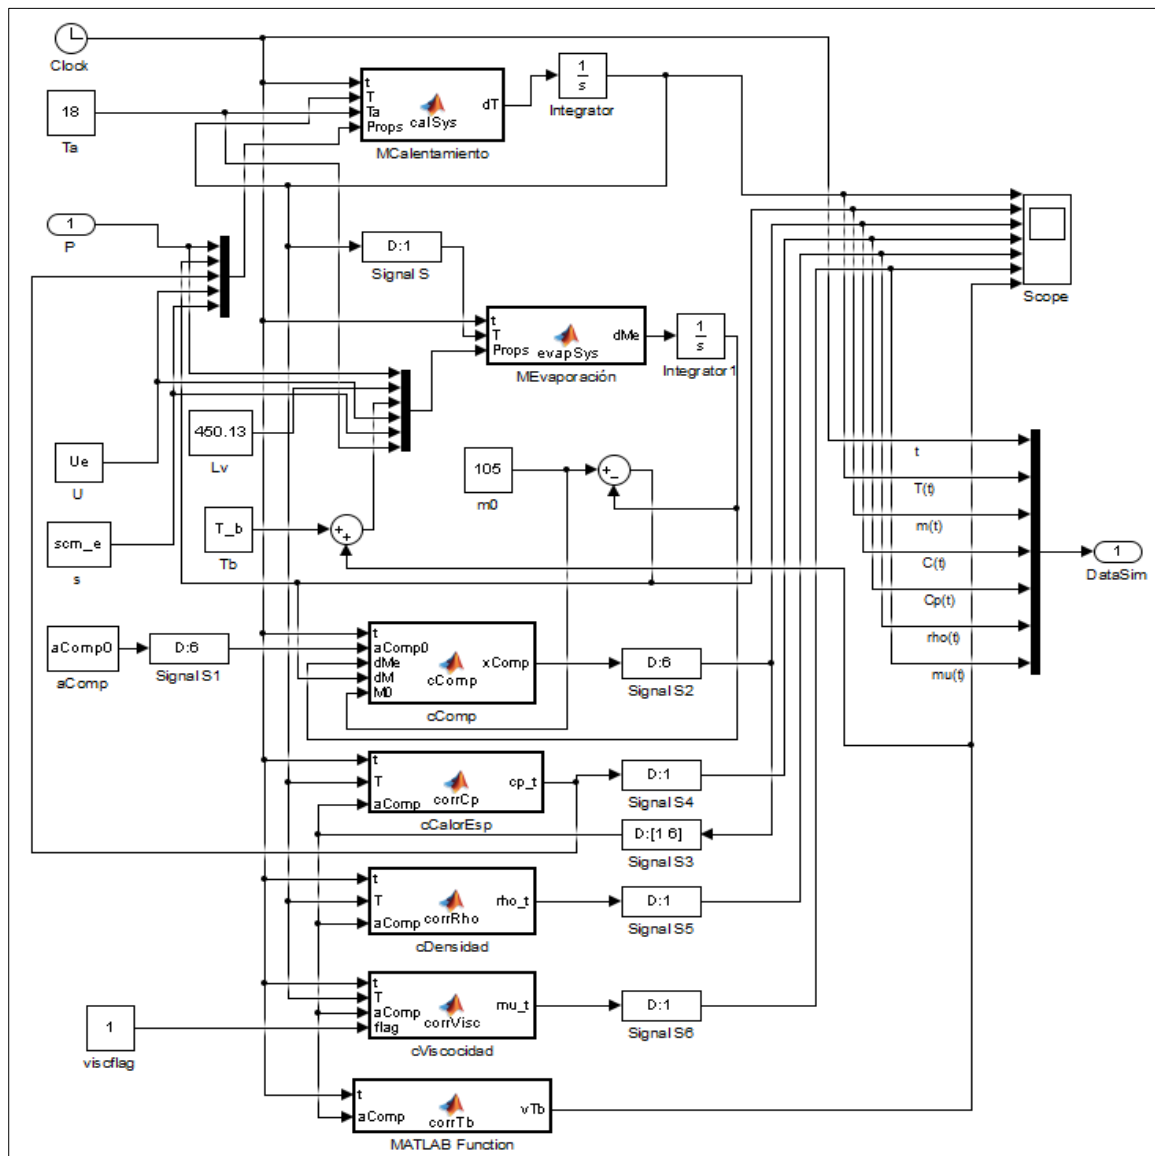 Clock
18
Ta
t
T
Ta
Props
calSys
dT
MCalentamiento
1
s
Integrator
1
P
D:1
Signal S
Scope
t
T
Props
evapSys
dMe
MEvaporación
1
s
Integrator1
450.13
Lv
Ue
U
105
m0
+
-
scm_e
s
T_b
Tb
+
+
t
T(t)
m(t)
C(t)
Cp(t)
rho(t)
mu(t)
1
DataSim
aComp0
aComp
D:6
Signal S1
t
aComp0
dMe
dM
M0
cComp
xComp
cComp
D:6
Signal S2
t
T
aComp
corrCp
cp_t
cCalorEsp
D:1
Signal S4
D:[1 6]
Signal S3
t
T
aComp
corrRho
rho_t
cDensidad
D:1
Signal S5
t
T
aComp
flag
corrVisc
mu_t
cViscocidad
D:1
Signal S6
1
viscflag
t
aComp
corrTb
vTb
MATLAB Function